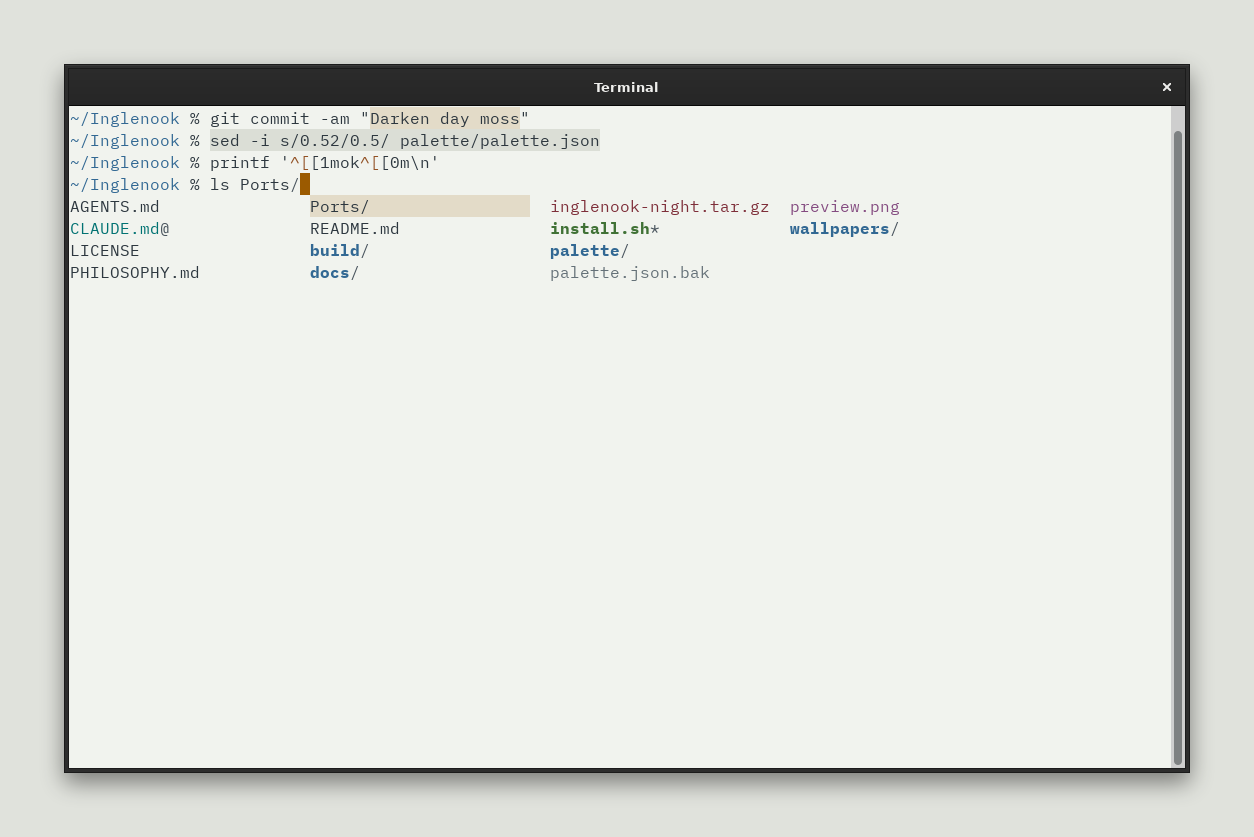 Terminal ×
~/Inglenook % git commit -am "Darken day moss"
~/Inglenook % sed -i s/0.52/0.5/ palette/palette.json
~/Inglenook % printf '^[[1mok^[[0m\n'
~/Inglenook % ls Ports/
AGENTS.md Ports/ inglenook-night.tar.gz preview.png
CLAUDE.md@ README.md install.sh* wallpapers/
LICENSE build/ palette/
PHILOSOPHY.md docs/ palette.json.bak